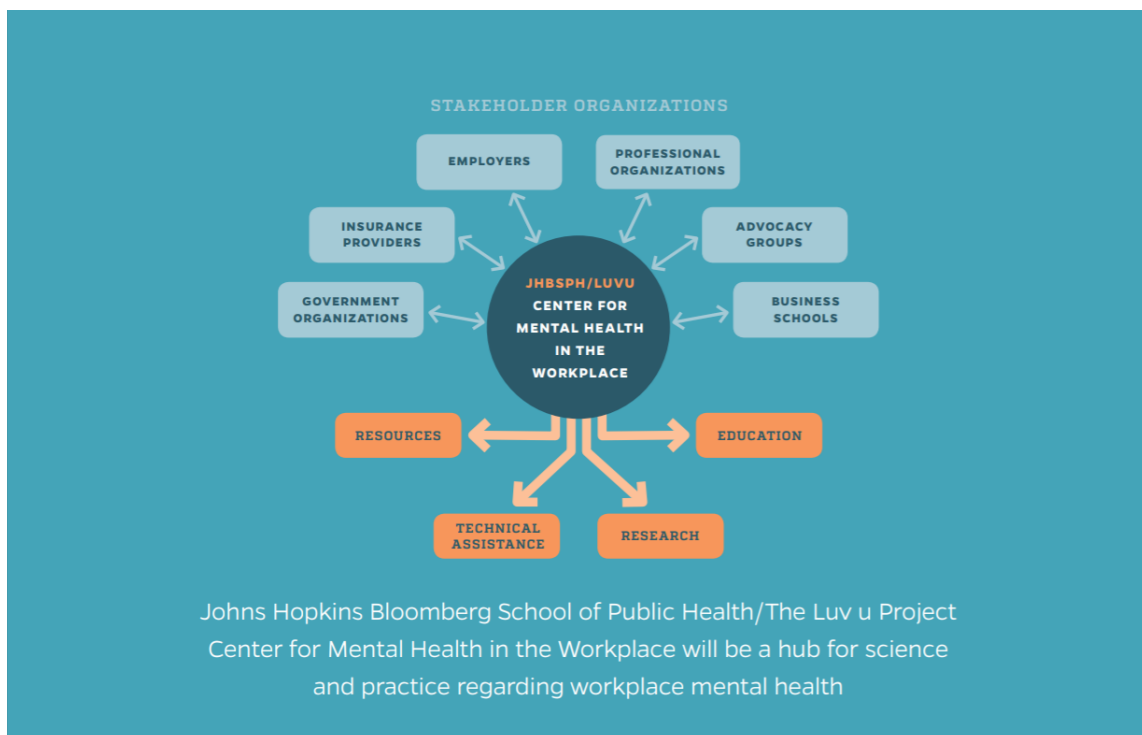 STAKEHOLDER ORGANIZATIONS
EMPLOYERS
PROFESSIONAL
ORGANIZATIONS
INSURANCE
PROVIDERS
ADVOCACY
GROUPS
GOVERNMENT
ORGANIZATIONS
BUSINESS
SCHOOLS
JHBSPH/LUVU
CENTER FOR
MENTAL HEALTH
IN THE
WORKPLACE
RESOURCES
EDUCATION
TECHNICAL
ASSISTANCE
RESEARCH
Johns Hopkins Bloomberg School of Public Health/The Luv u Project
Center for Mental Health in the Workplace will be a hub for science
and practice regarding workplace mental health